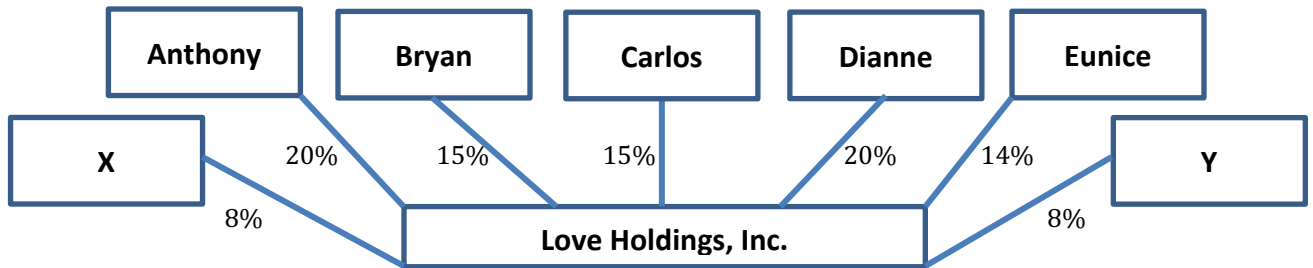 Anthony
Bryan
Carlos
Dianne
Eunice
X
20%
15%
15%
20%
14%
Y
8%
8%
Love Holdings, Inc.